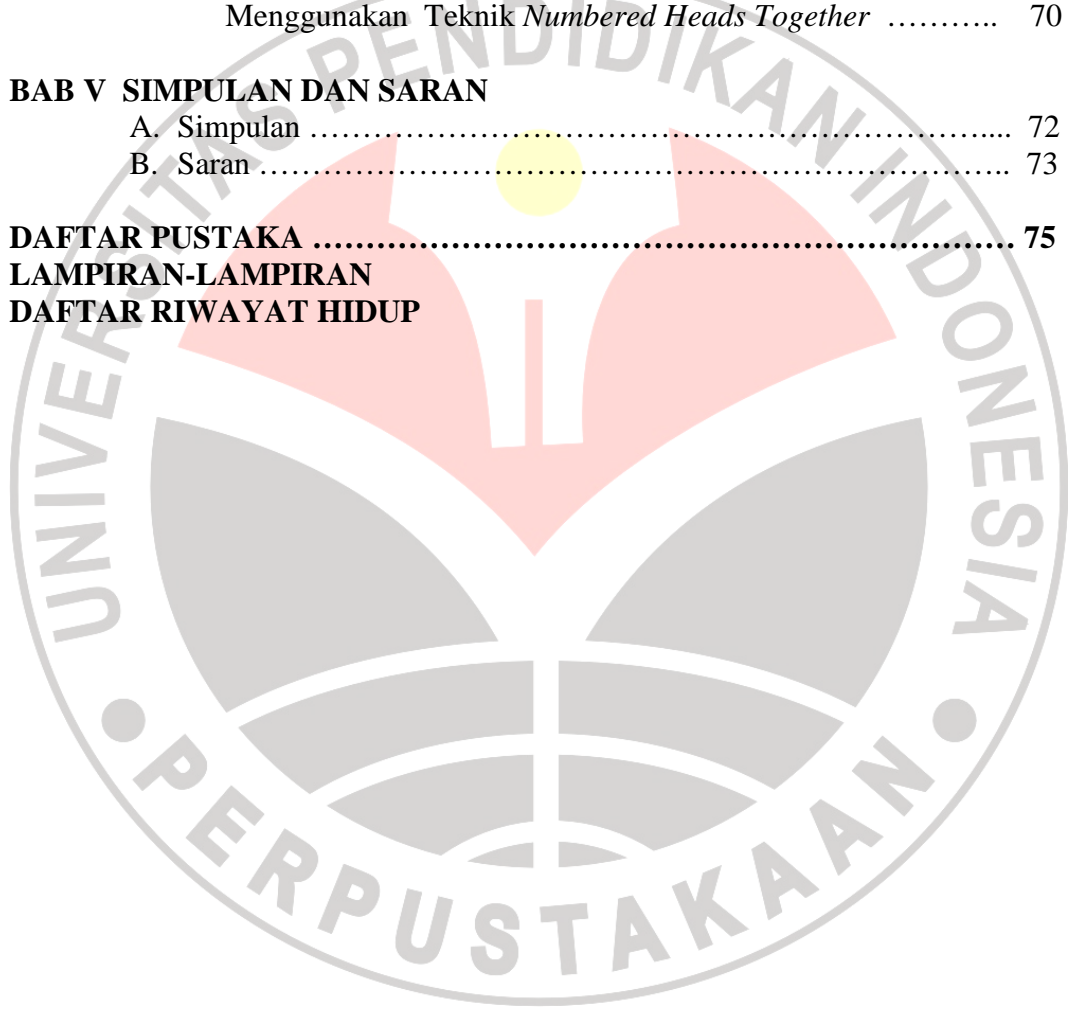 Menggunakan Teknik Numbered Heads Together ……….. 70
BAB V SIMPULAN DAN SARAN
A. Simpulan ……………………………………………………….... 72
B. Saran …………………………………………………………….. 73
DAFTAR PUSTAKA ………………………………………………………… 75
LAMPIRAN-LAMPIRAN
DAFTAR RIWAYAT HIDUP
UNIVERSITAS PENDIDIKAN INDONESIA
PERPUSTAKAAN